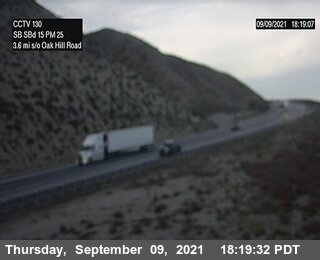 CCTV 130
SB SBd 15 PM 25
3.6 mi s/o Oak Hill Road
09/09/2021 18:19:07
Thursday, September 09, 2021 18:19:32 PDT